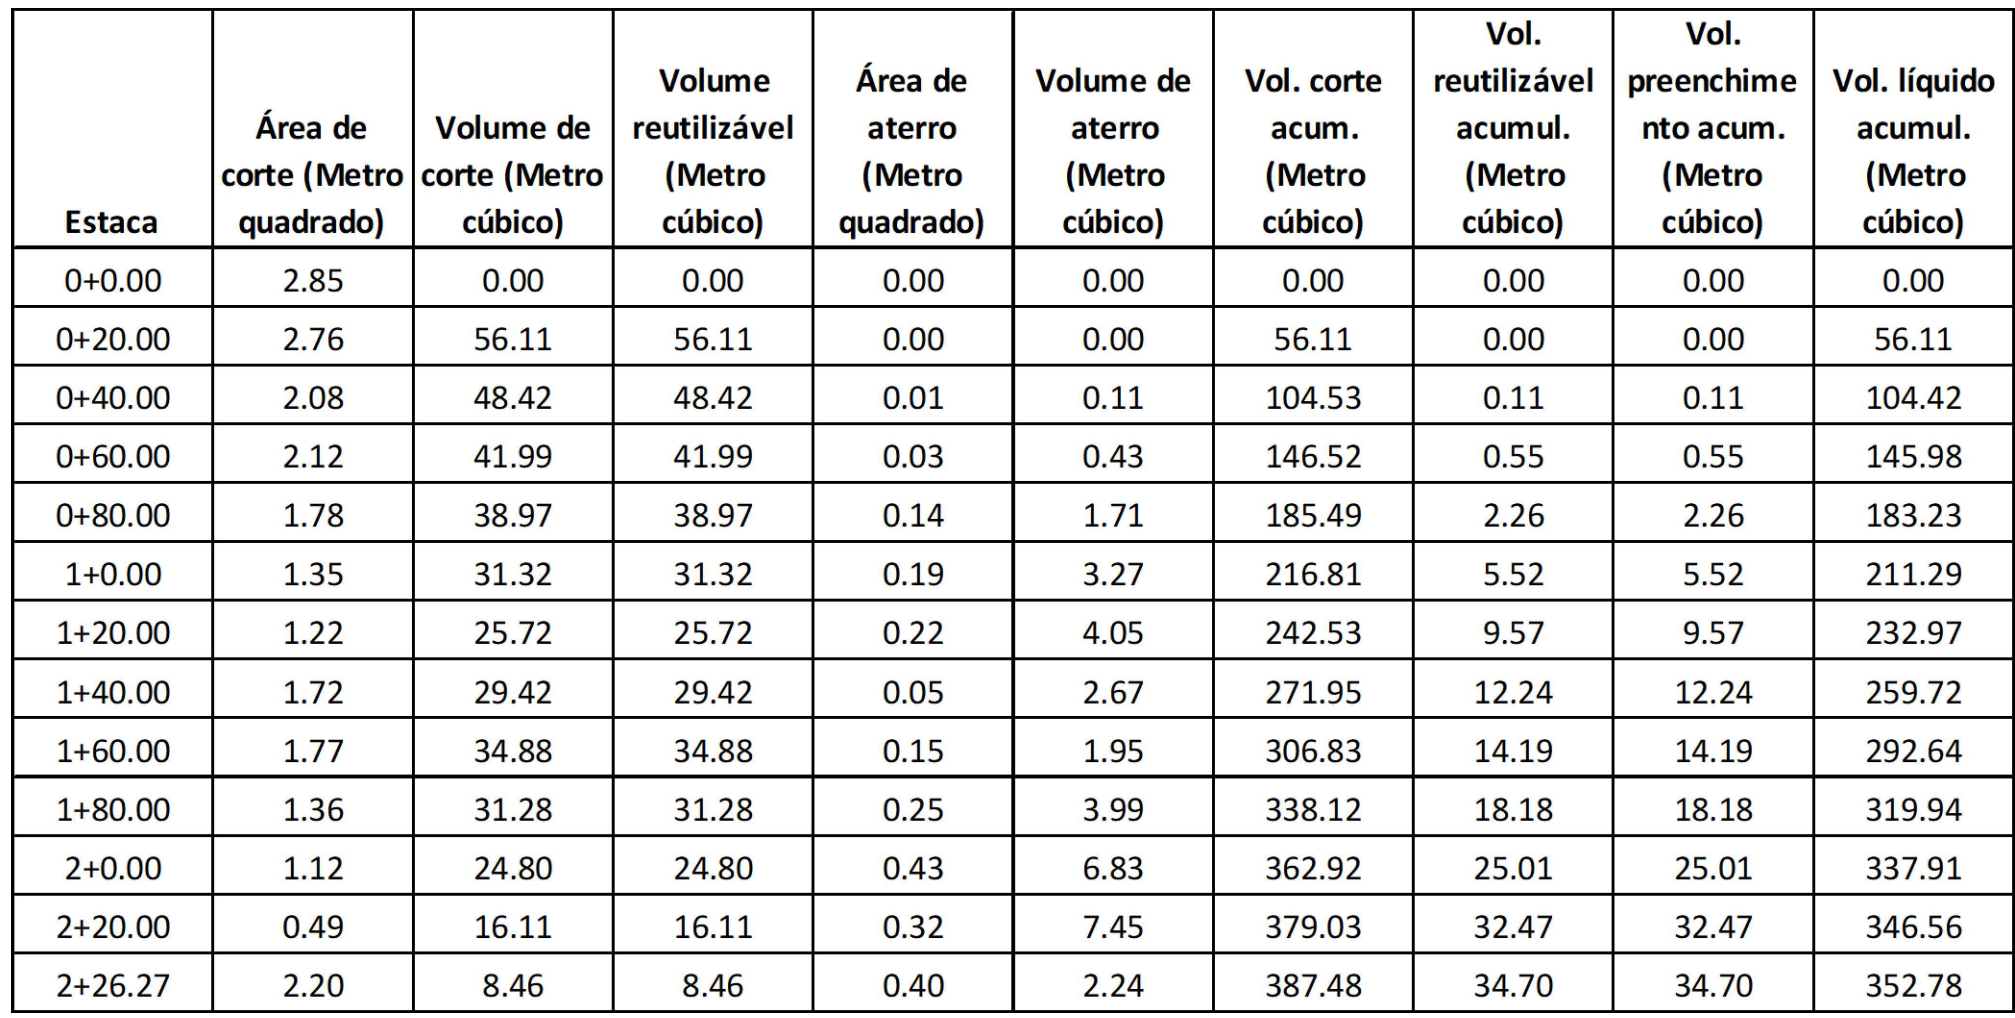 Estaca Área de corte (Metro quadrado) Volume de corte (Metro cúbico) Volume reutilizável (Metro cúbico) Área de aterro (Metro quadrado) Volume de aterro (Metro cúbico) Vol. corte acum. (Metro cúbico) Vol. reutilizável acumul. (Metro cúbico) Vol. preenchime nto acum. (Metro cúbico) Vol. líquido acumul. (Metro cúbico)
0+0.00 2.85 0.00 0.00 0.00 0.00 0.00 0.00 0.00 0.00
0+20.00 2.76 56.11 56.11 0.00 0.00 56.11 0.00 0.00 56.11
0+40.00 2.08 48.42 48.42 0.01 0.11 104.53 0.11 0.11 104.42
0+60.00 2.12 41.99 41.99 0.03 0.43 146.52 0.55 0.55 145.98
0+80.00 1.78 38.97 38.97 0.14 1.71 185.49 2.26 2.26 183.23
1+0.00 1.35 31.32 31.32 0.19 3.27 216.81 5.52 5.52 211.29
1+20.00 1.22 25.72 25.72 0.22 4.05 242.53 9.57 9.57 232.97
1+40.00 1.72 29.42 29.42 0.05 2.67 271.95 12.24 12.24 259.72
1+60.00 1.77 34.88 34.88 0.15 1.95 306.83 14.19 14.19 292.64
1+80.00 1.36 31.28 31.28 0.25 3.99 338.12 18.18 18.18 319.94
2+0.00 1.12 24.80 24.80 0.43 6.83 362.92 25.01 25.01 337.91
2+20.00 0.49 16.11 16.11 0.32 7.45 379.03 32.47 32.47 346.56
2+26.27 2.20 8.46 8.46 0.40 2.24 387.48 34.70 34.70 352.78